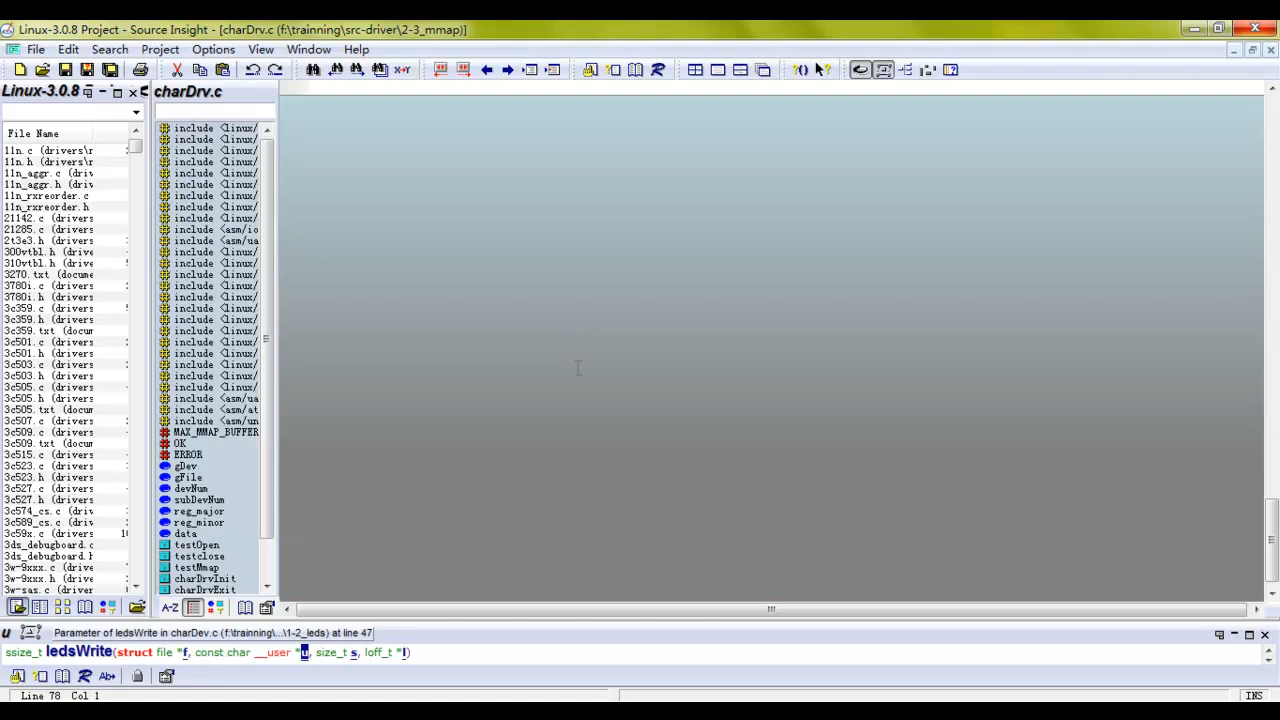 Linux-3.0.8 Project - Source Insight - [charDrv.c (f:\trainning\src-driver\2-3_mmap)]
File Edit Search Project Options View Window Help
Linux-3.0.8
charDrv.c
File Name
11n.c (drivers\r
11n.h (drivers\r
11n_aggr.c (driv
11n_aggr.h (driv
11n_rxreorder.c
11n_rxreorder.h
21142.c (drivers
21285.c (drivers
2t3e3.h (drivers
300vtbl.h (drive
310vtbl.h (drive
3270.txt (docume
3780i.c (drivers
3780i.h (drivers
3c359.c (drivers
3c359.h (drivers
3c359.txt (docum
3c501.c (drivers
3c501.h (drivers
3c503.c (drivers
3c503.h (drivers
3c505.c (drivers
3c505.h (drivers
3c505.txt (docum
3c507.c (drivers
3c509.c (drivers
3c509.txt (docum
3c515.c (drivers
3c523.c (drivers
3c523.h (drivers
3c527.c (drivers
3c527.h (drivers
3c574_cs.c (driv
3c589_cs.c (driv
3c59x.c (drivers
3ds_debugboard.c
3ds_debugboard.h
3w-9xxx.c (drive
3w-9xxx.h (drive
3w-sas.c (driver
include <linux/
include <linux/
include <linux/
include <linux/
include <linux/
include <linux/
include <linux/
include <linux/
include <linux/
include <asm/io
include <asm/ua
include <linux/
include <linux/
include <linux/
include <linux/
include <linux/
include <linux/
include <linux/
include <linux/
include <linux/
include <linux/
include <linux/
include <linux/
include <linux/
include <asm/ua
include <asm/at
include <asm/un
MAX_MMAP_BUFFER
OK
ERROR
gDev
gFile
devNum
subDevNum
reg_major
reg_minor
data
testOpen
testclose
testMmap
charDrvInit
charDrvExit
A-Z
u Parameter of ledsWrite in charDev.c (f:\trainning\...\1-2_leds) at line 47
ssize_t ledsWrite(struct file *f, const char __user *u, size_t s, loff_t *l)
Line 78 Col 1
INS